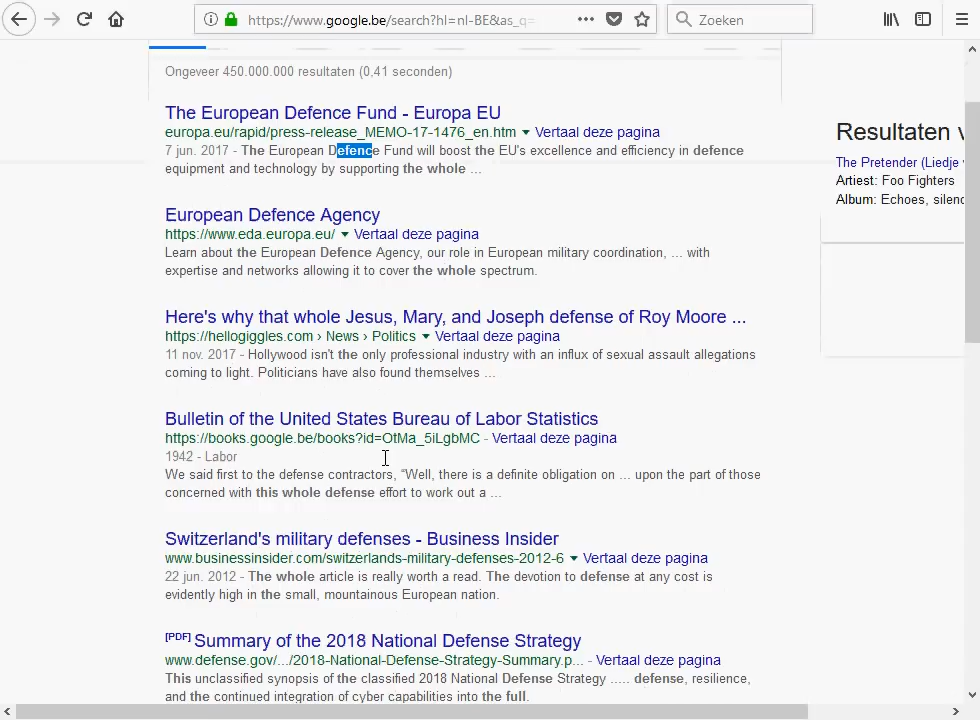 https://www.google.be/search?hl=nl-BE&as_q=
Zoeken
Ongeveer 450.000.000 resultaten (0,41 seconden)
The European Defence Fund - Europa EU
europa.eu/rapid/press-release_MEMO-17-1476_en.htm Vertaal deze pagina
7 jun. 2017 - The European Defence Fund will boost the EU's excellence and efficiency in defence
equipment and technology by supporting the whole ...
European Defence Agency
https://www.eda.europa.eu/ Vertaal deze pagina
Learn about the European Defence Agency, our role in European military coordination, ... with
expertise and networks allowing it to cover the whole spectrum.
Here's why that whole Jesus, Mary, and Joseph defense of Roy Moore ...
https://hellogiggles.com › News › Politics Vertaal deze pagina
11 nov. 2017 - Hollywood isn't the only professional industry with an influx of sexual assault allegations
coming to light. Politicians have also found themselves ...
Bulletin of the United States Bureau of Labor Statistics
https://books.google.be/books?id=OtMa_5iLgbMC - Vertaal deze pagina
1942 - Labor
We said first to the defense contractors, “Well, there is a definite obligation on ... upon the part of those
concerned with this whole defense effort to work out a ...
Switzerland's military defenses - Business Insider
www.businessinsider.com/switzerlands-military-defenses-2012-6 Vertaal deze pagina
22 jun. 2012 - The whole article is really worth a read. The devotion to defense at any cost is
evidently high in the small, mountainous European nation.
[PDF] Summary of the 2018 National Defense Strategy
www.defense.gov/.../2018-National-Defense-Strategy-Summary.p... - Vertaal deze pagina
This unclassified synopsis of the classified 2018 National Defense Strategy ..... defense, resilience,
and the continued integration of cyber capabilities into the full.
Resultaten v
The Pretender (Liedje
Artiest: Foo Fighters
Album: Echoes, silenc